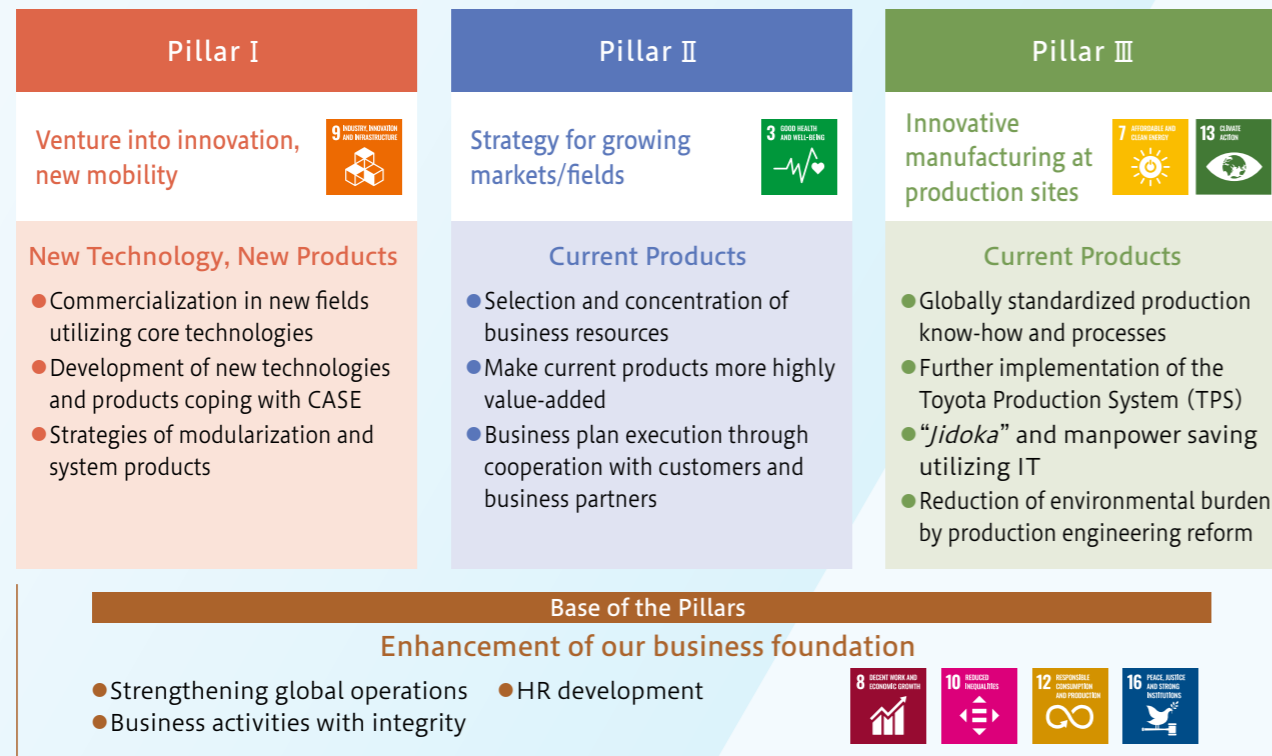 Pillar Ⅰ
Venture into innovation,
new mobility
9 INDUSTRY, INNOVATION
AND INFRASTRUCTURE
New Technology, New Products
●Commercialization in new fields
utilizing core technologies
●Development of new technologies
and products coping with CASE
●Strategies of modularization and
system products
Pillar Ⅱ
Strategy for growing
markets/fields
3 GOOD HEALTH
AND WELL-BEING
Current Products
●Selection and concentration of
business resources
●Make current products more highly
value-added
●Business plan execution through
cooperation with customers and
business partners
Pillar Ⅲ
Innovative
manufacturing at
production sites
7 AFFORDABLE AND
CLEAN ENERGY
13 CLIMATE
ACTION
Current Products
●Globally standardized production
know-how and processes
●Further implementation of the
Toyota Production System (TPS)
●“Jidoka” and manpower saving
utilizing IT
●Reduction of environmental burden
by production engineering reform
Base of the Pillars
Enhancement of our business foundation
●Strengthening global operations ●HR development
●Business activities with integrity
8 DECENT WORK AND
ECONOMIC GROWTH
10 REDUCED
INEQUALITIES
12 RESPONSIBLE
CONSUMPTION
AND PRODUCTION
16 PEACE, JUSTICE
AND STRONG
INSTITUTIONS